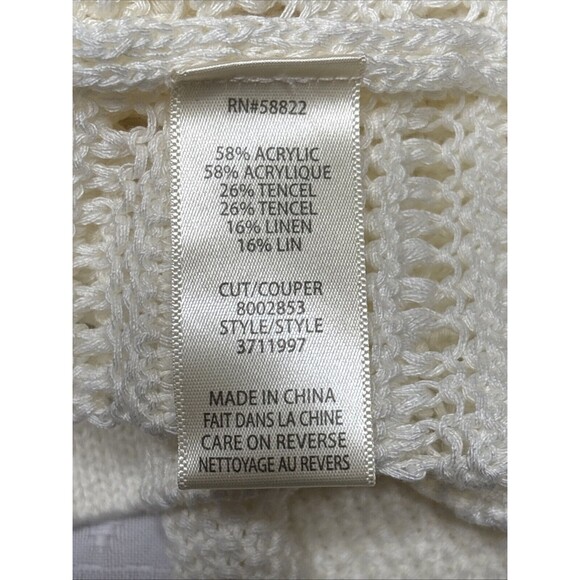 RN#58822
58% ACRYLIC
58% ACRYLIQUE
26% TENCEL
26% TENCEL
16% LINEN
16% LIN
CUT/COUPER
8002853
STYLE/STYLE
3711997
MADE IN CHINA
FAIT DANS LA CHINE
CARE ON REVERSE
NETTOYAGE AU REVERS